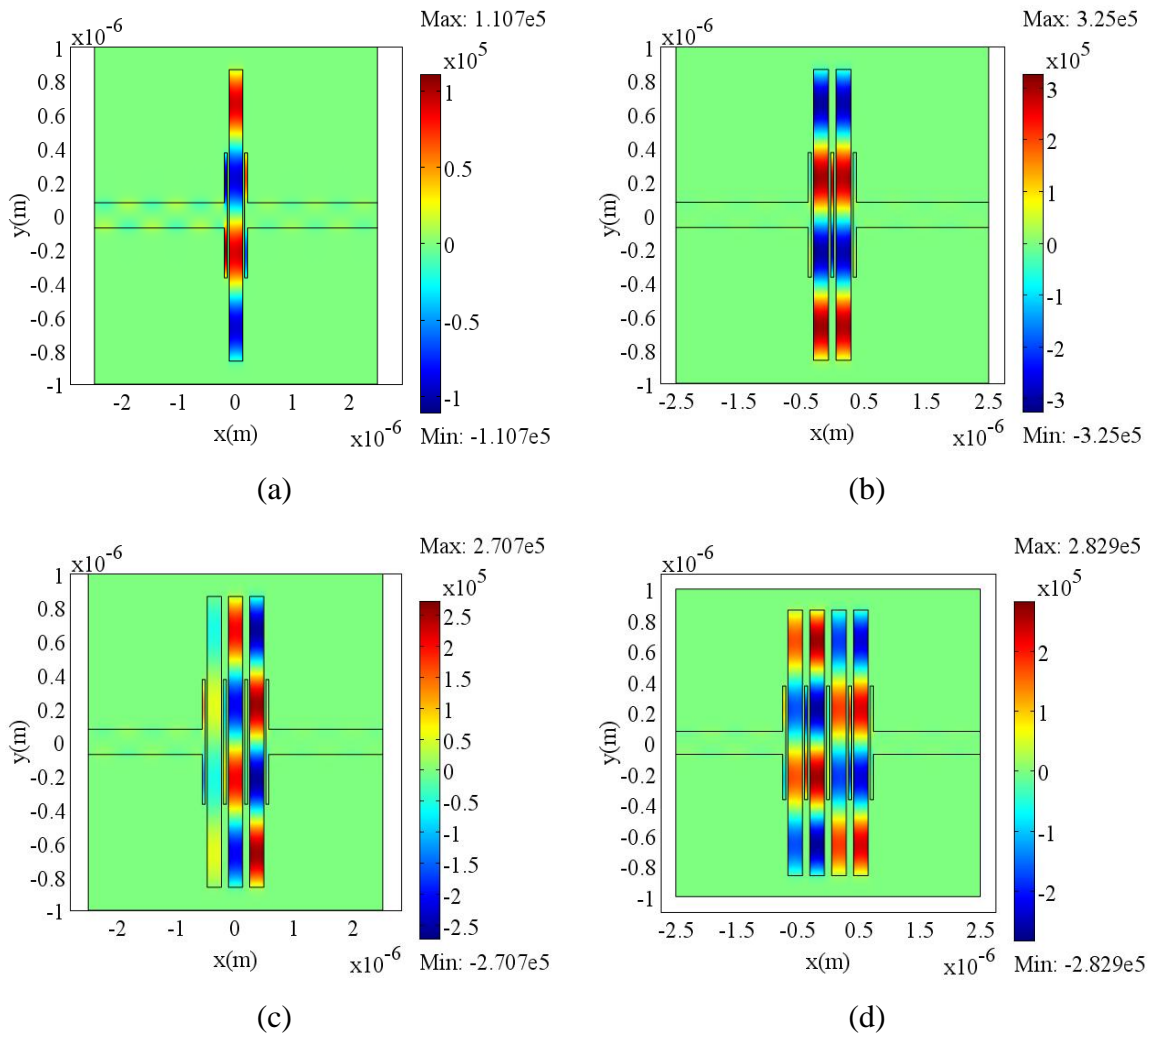 Max: 1.107e5
x10^-6
x10^5
1
0.8
0.6
0.4
0.2
0
-0.2
-0.4
-0.6
-0.8
-1
y(m)
-2 -1 0 1 2
x(m)
x10^-6
1
0.5
0
-0.5
-1
Min: -1.107e5
(a)
Max: 3.25e5
x10^-6
x10^5
1
0.8
0.6
0.4
0.2
0
-0.2
-0.4
-0.6
-0.8
-1
y(m)
-2.5 -1.5 -0.5 0.5 1.5 2.5
x(m)
x10^-6
3
2
1
0
-1
-2
-3
Min: -3.25e5
(b)
Max: 2.707e5
x10^-6
x10^5
1
0.8
0.6
0.4
0.2
0
-0.2
-0.4
-0.6
-0.8
-1
y(m)
-2 -1 0 1 2
x(m)
x10^-6
2.5
2
1.5
1
0.5
0
-0.5
-1
-1.5
-2
-2.5
Min: -2.707e5
(c)
Max: 2.829e5
x10^-6
x10^5
1
0.8
0.6
0.4
0.2
0
-0.2
-0.4
-0.6
-0.8
-1
y(m)
-2.5 -1.5 -0.5 0.5 1.5 2.5
x(m)
x10^-6
2
1
0
-1
-2
Min: -2.829e5
(d)